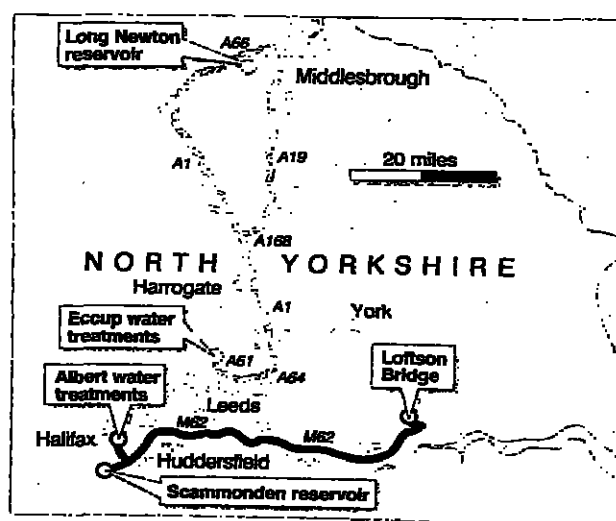 Long Newton
reservoir
A66
Middlesbrough
A1
A19
20 miles
A168
NORTH YORKSHIRE
Harrogate
A1
York
Eccup water
treatments
A61
A64
Loftson
Bridge
Albert water
treatments
Leeds
Halifax
M62
M62
Huddersfield
Scammonden reservoir